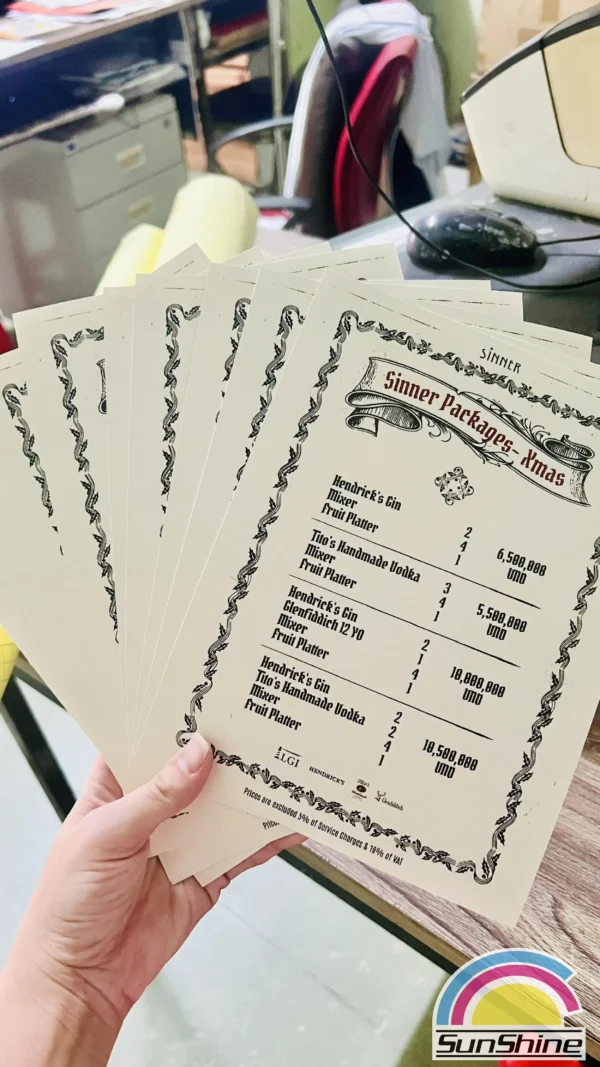 SINNER
Sinner Packages- Xmas
Hendrick's Gin 2
Mixer 4
Fruit Platter 1
6,500,000
VND
Tito's Handmade Vodka 3
Mixer 4
Fruit Platter 1
5,500,000
VND
Hendrick's Gin 2
Glenfiddich 12 YO 1
Mixer 4
Fruit Platter 1
10,000,000
VND
Hendrick's Gin 2
Tito's Handmade Vodka 2
Mixer 4
Fruit Platter 1
10,500,000
VND
LGI
HENDRICK'S
Tito's
Glenfiddich
Prices are excluded 5% of Service Charges & 10% of VAT
Prices
SunShine